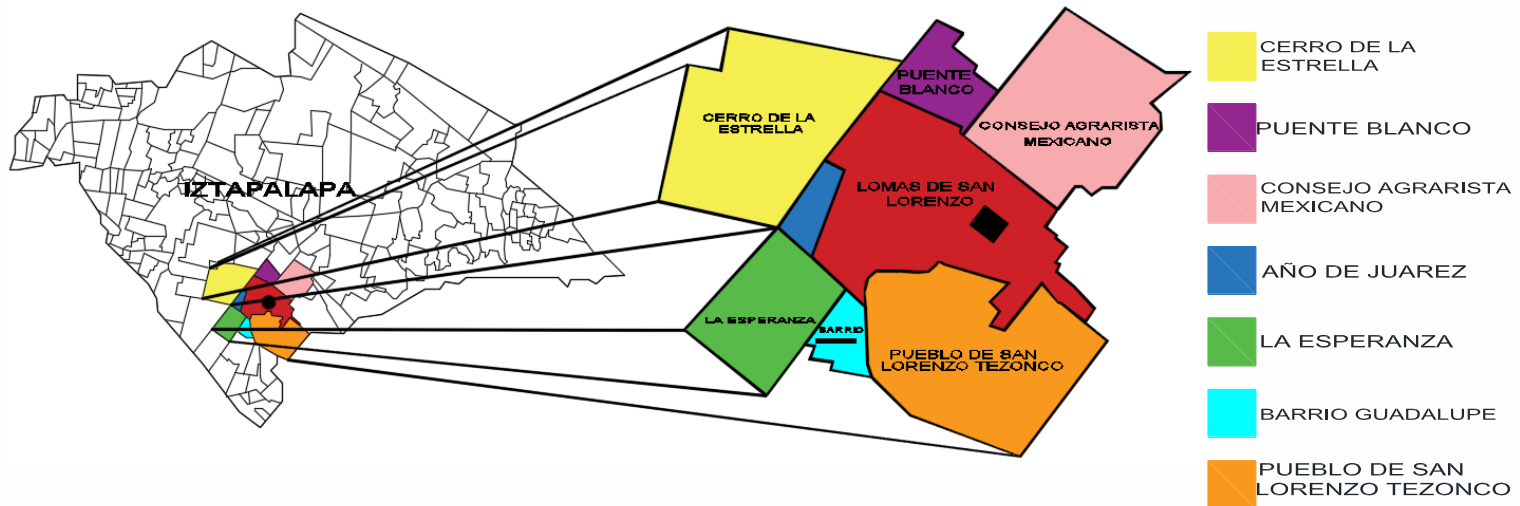 IZTAPALAPA
CERRO DE LA
ESTRELLA
PUENTE
BLANCO
CONSEJO AGRARISTA
MEXICANO
LOMAS DE SAN
LORENZO
LA ESPERANZA
BARRIO
PUEBLO DE SAN
LORENZO TEZONCO
CERRO DE LA
ESTRELLA
PUENTE BLANCO
CONSEJO AGRARISTA
MEXICANO
AÑO DE JUAREZ
LA ESPERANZA
BARRIO GUADALUPE
PUEBLO DE SAN
LORENZO TEZONCO